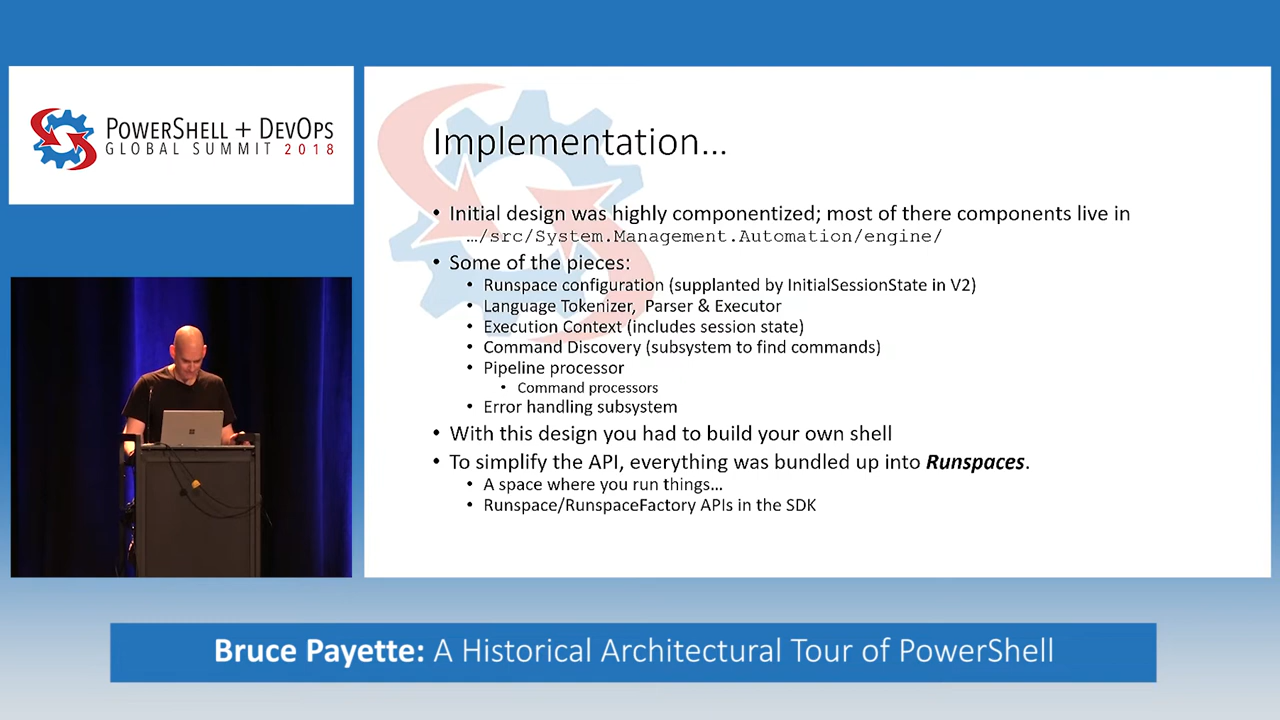 POWERSHELL + DEVOPS
GLOBAL SUMMIT 2018
Implementation…
• Initial design was highly componentized; most of there components live in
…/src/System.Management.Automation/engine/
• Some of the pieces:
• Runspace configuration (supplanted by InitialSessionState in V2)
• Language Tokenizer, Parser & Executor
• Execution Context (includes session state)
• Command Discovery (subsystem to find commands)
• Pipeline processor
• Command processors
• Error handling subsystem
• With this design you had to build your own shell
• To simplify the API, everything was bundled up into Runspaces.
• A space where you run things…
• Runspace/RunspaceFactory APIs in the SDK
Bruce Payette: A Historical Architectural Tour of PowerShell